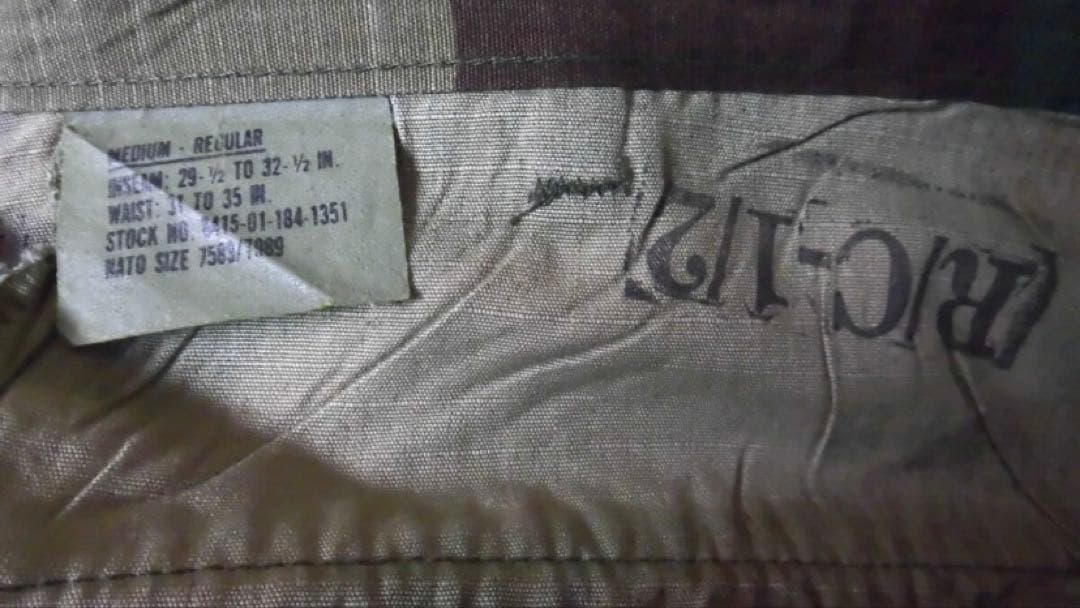 MEDIUM - REGULAR
INSEAM: 29-½ TO 32-½ IN.
WAIST: 31 TO 35 IN.
STOCK NO. 8415-01-184-1351
NATO SIZE 7583/7989
(R/C-1/2)